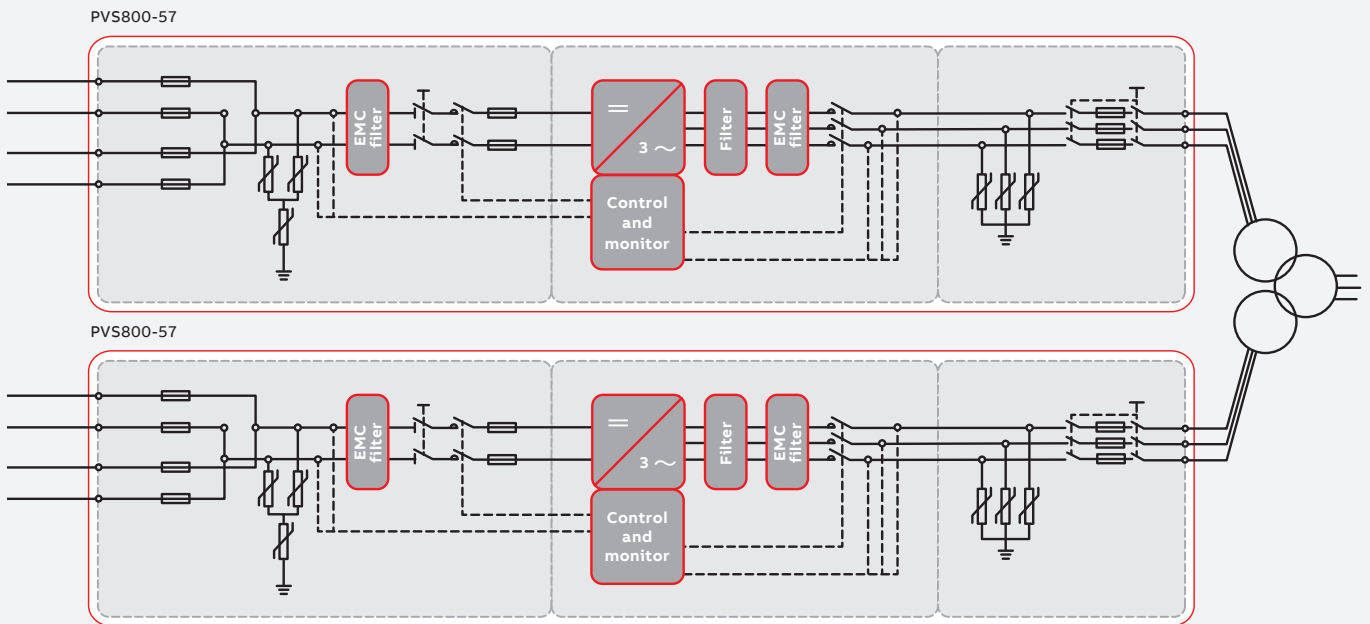 PVS800-57
EMC
filter
3
Filter
EMC
filter
Control
and
monitor
PVS800-57
EMC
filter
3
Filter
EMC
filter
Control
and
monitor